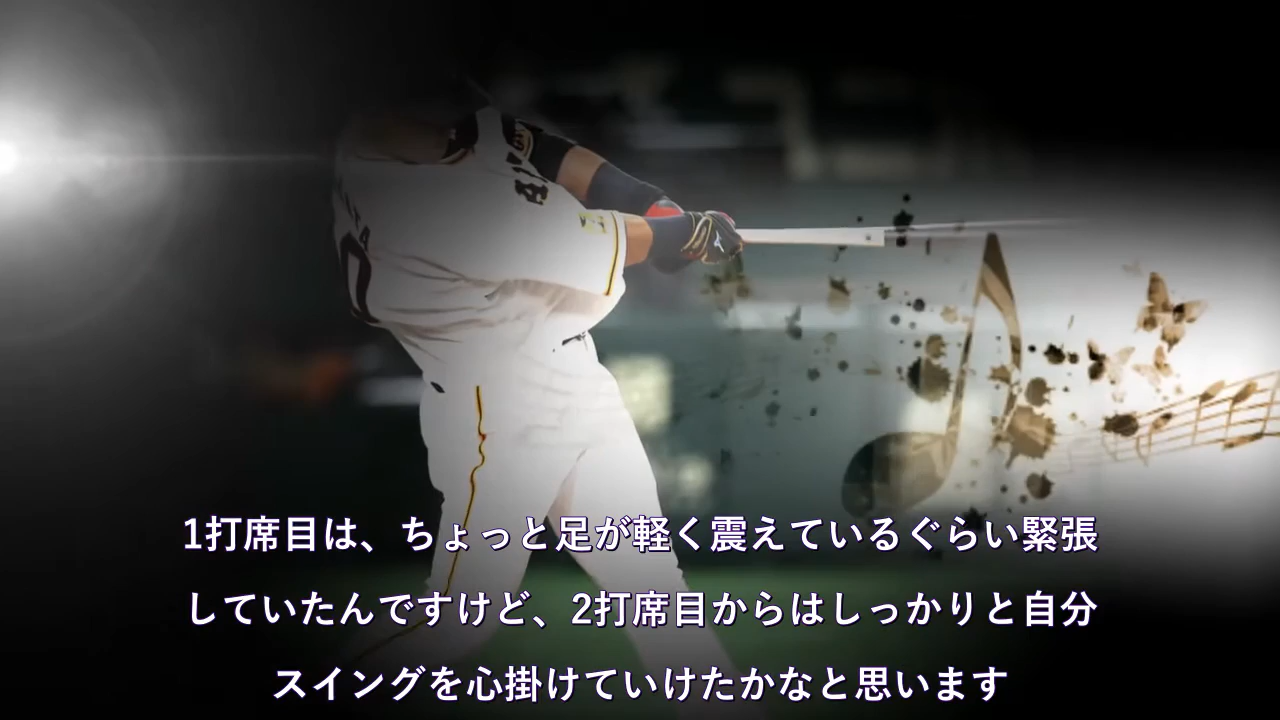 1打席目は、ちょっと足が軽く震えているぐらい緊張
していたんですけど、2打席目からはしっかりと自分
スイングを心掛けていけたかなと思います